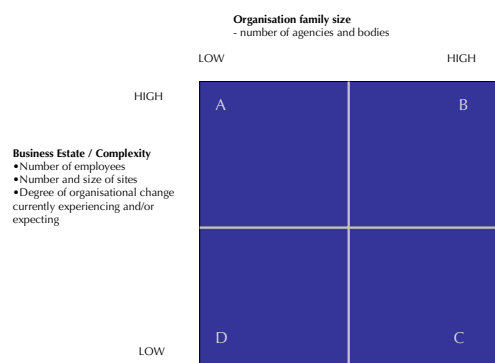 Organisation family size
- number of agencies and bodies
LOW
HIGH
HIGH
A
B
Business Estate / Complexity
•Number of employees
•Number and size of sites
•Degree of organisational change
currently experiencing and/or
expecting
D
C
LOW